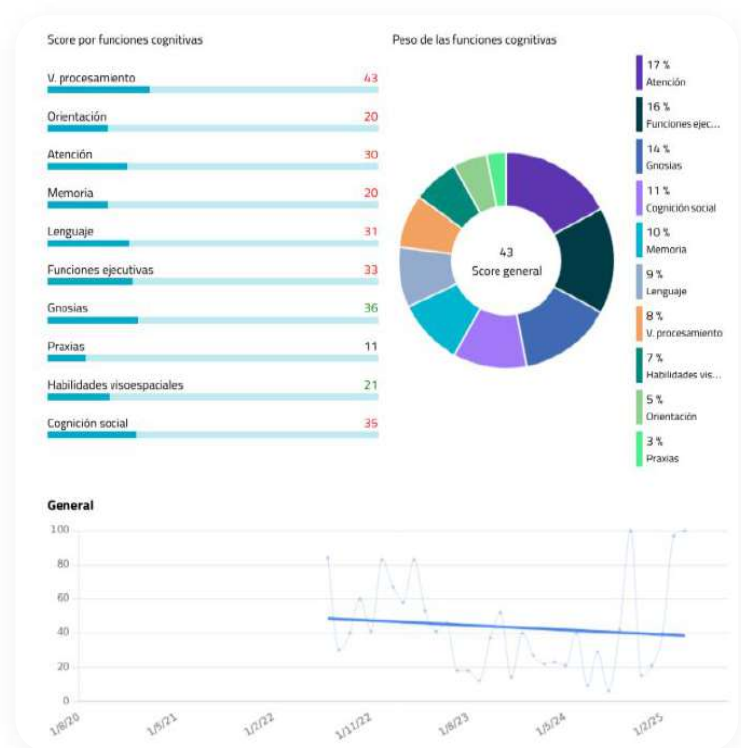 Score por funciones cognitivas
V. procesamiento 43
Orientación 20
Atención 30
Memoria 20
Lenguaje 31
Funciones ejecutivas 33
Gnosias 36
Praxias 11
Habilidades visoespaciales 21
Cognición social 35
Peso de las funciones cognitivas
43
Score general
17 %
Atención
16 %
Funciones ejec...
14 %
Gnosias
11 %
Cognición social
10 %
Memoria
9 %
Lenguaje
8 %
V. procesamiento
7 %
Habilidades vis...
5 %
Orientación
3 %
Praxias
General
100
80
60
40
20
0
1/8/20 1/5/21 1/2/22 1/11/22 1/8/23 1/5/24 1/2/25